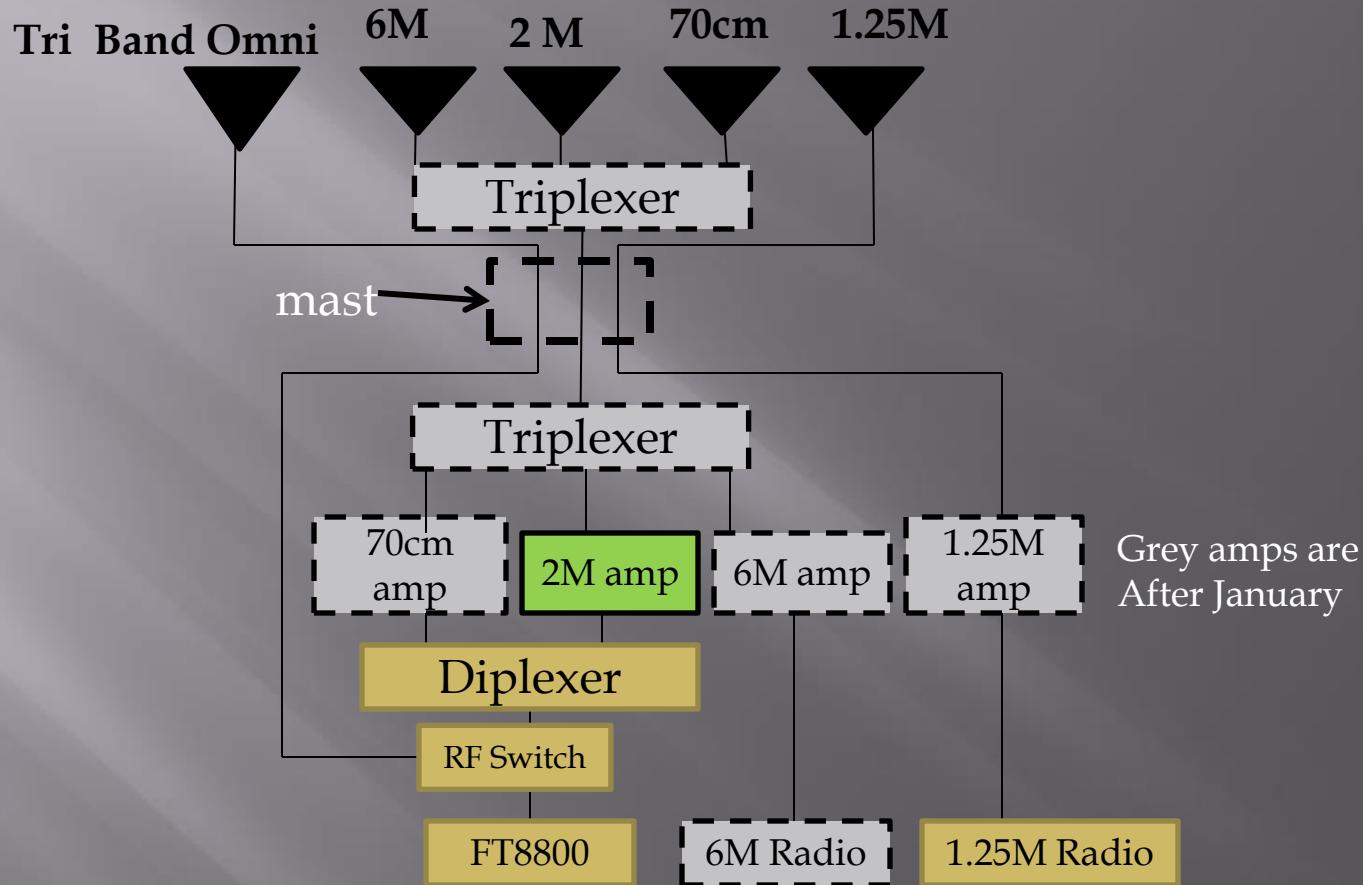 Tri Band Omni
6M
2 M
70cm
1.25M
Triplexer
mast
Triplexer
70cm
amp
2M amp
6M amp
1.25M
amp
Grey amps are
After January
Diplexer
RF Switch
FT8800
6M Radio
1.25M Radio